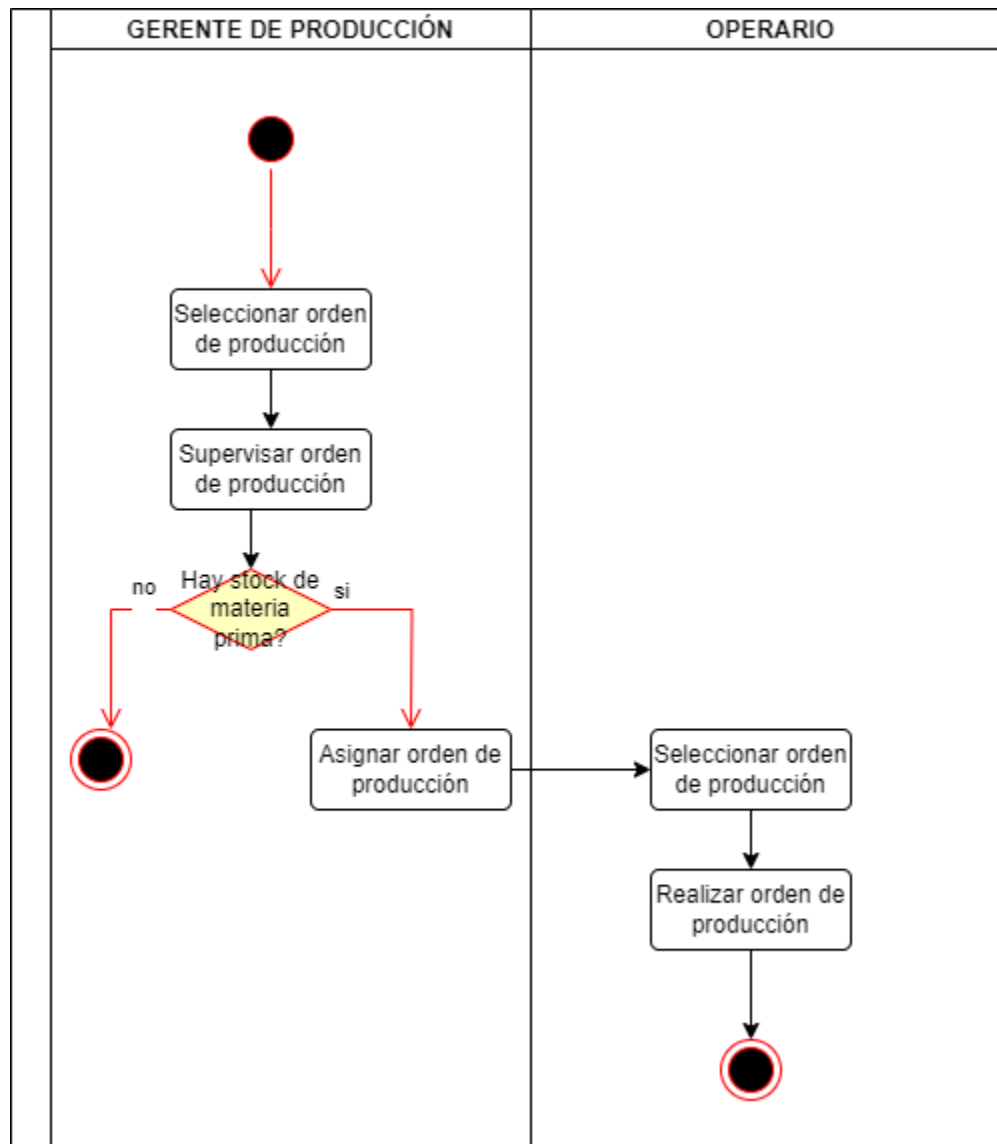 GERENTE DE PRODUCCIÓN
OPERARIO
Seleccionar orden
de producción
Supervisar orden
de producción
Hay stock de
materia
prima?
no
si
Asignar orden de
producción
Seleccionar orden
de producción
Realizar orden de
producción